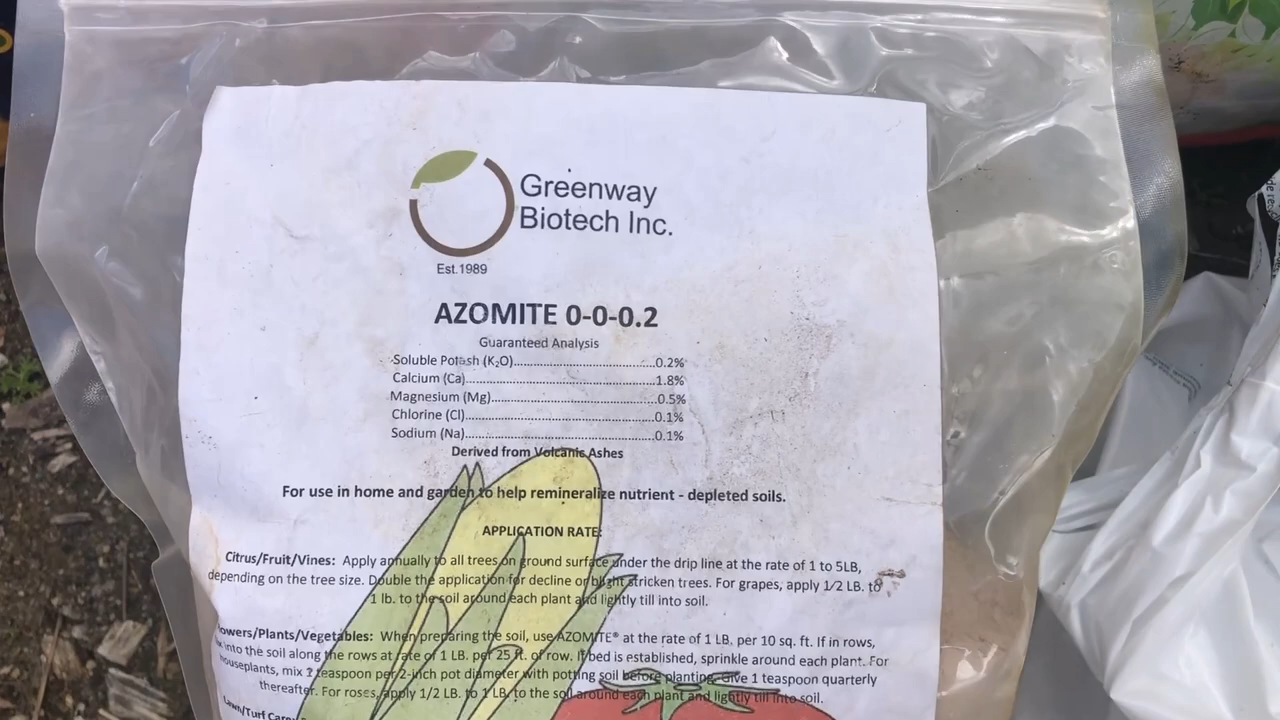 Greenway
Biotech Inc.
Est.1989
AZOMITE 0-0-0.2
Guaranteed Analysis
Soluble Potash (K₂O)...............................0.2%
Calcium (Ca)..........................................1.8%
Magnesium (Mg)....................................0.5%
Chlorine (Cl)..........................................0.1%
Sodium (Na)..........................................0.1%
Derived from Volcanic Ashes
For use in home and garden to help remineralize nutrient - depleted soils.
APPLICATION RATE:
Citrus/Fruit/Vines: Apply annually to all trees on ground surface under the drip line at the rate of 1 to 5LB,
depending on the tree size. Double the application for decline or blight stricken trees. For grapes, apply 1⁄2 LB. to
1 lb. to the soil around each plant and lightly till into soil.
owers/Plants/Vegetables: When preparing the soil, use AZOMITE® at the rate of 1 LB. per 10 sq. ft. If in rows,
into the soil along the rows at rate of 1 LB. per 25 ft. of row. If bed is established, sprinkle around each plant. For
houseplants, mix 2 teaspoon per 2-inch pot diameter with potting soil before planting. Give 1 teaspoon quarterly
thereafter. For roses, apply 1/2 LB. to 1 LB. to the soil around each plant and lightly till into soil.
Lawn/Turf Care: